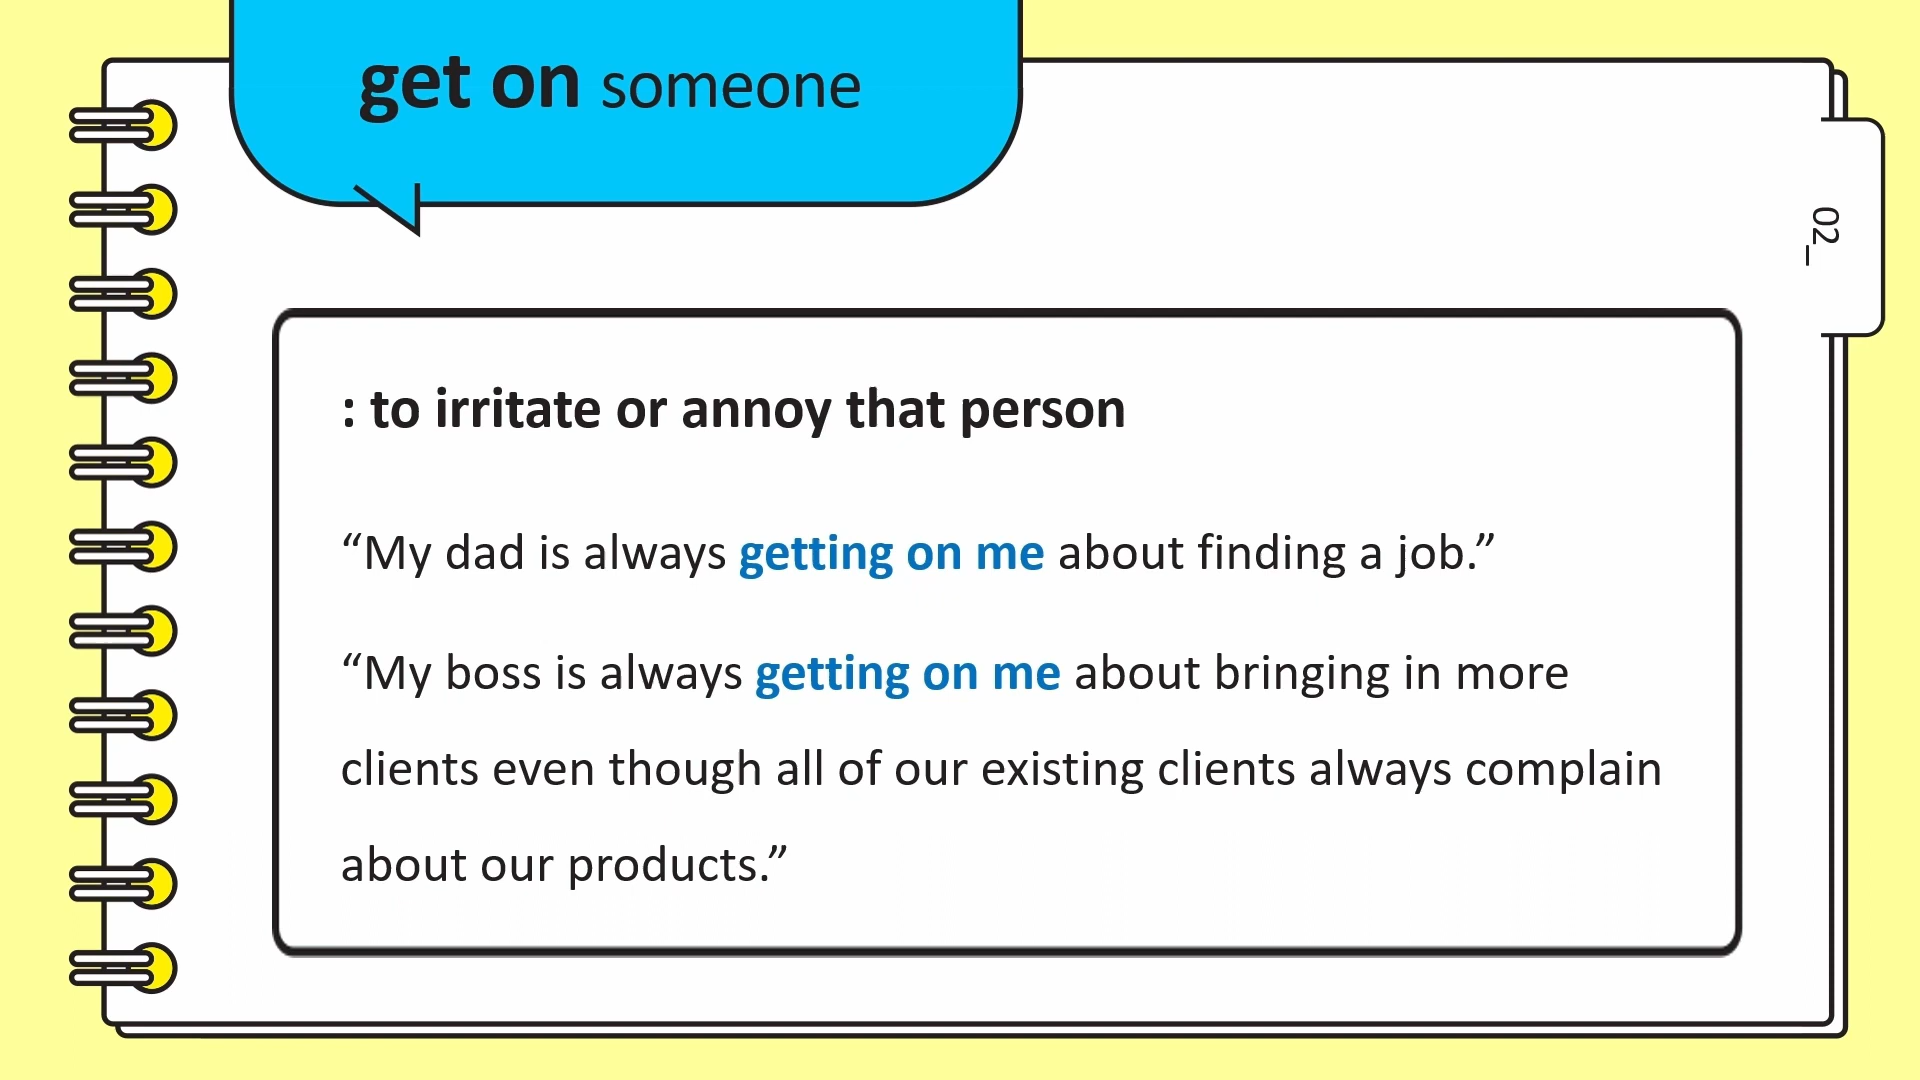 get on someone
02_
: to irritate or annoy that person
“My dad is always getting on me about finding a job.”
“My boss is always getting on me about bringing in more
clients even though all of our existing clients always complain
about our products.”